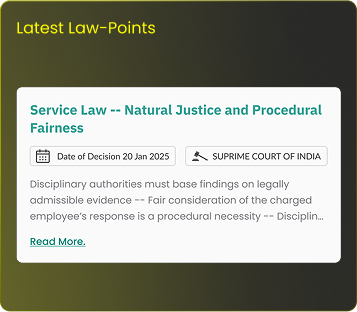 Latest Law-Points
Service Law -- Natural Justice and Procedural
Fairness
Date of Decision 20 Jan 2025
SUPRIME COURT OF INDIA
Disciplinary authorities must base findings on legally
admissible evidence -- Fair consideration of the charged
employee's response is a procedural necessity -- Disciplin...
Read More.